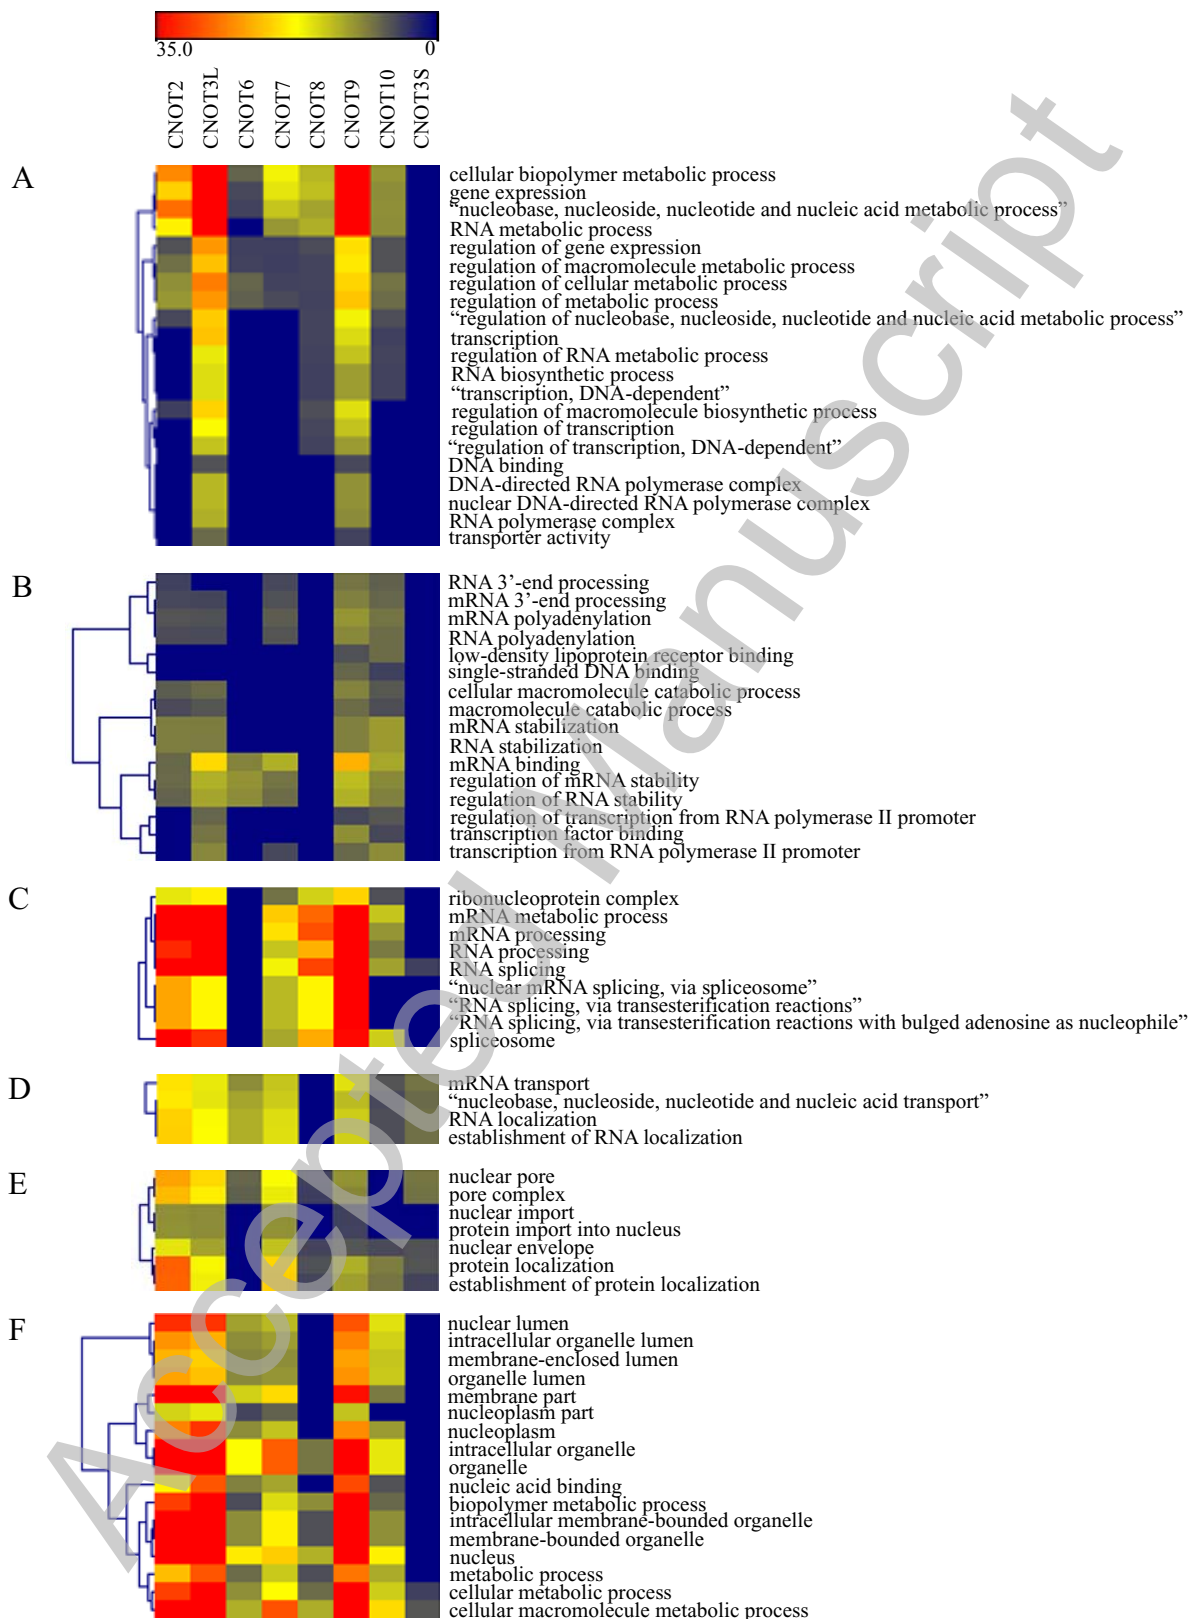 35.0 0
CNOT2 CNOT3L CNOT6 CNOT7 CNOT8 CNOT9 CNOT10 CNOT3S
A
cellular biopolymer metabolic process
gene expression
“nucleobase, nucleoside, nucleotide and nucleic acid metabolic process”
RNA metabolic process
regulation of gene expression
regulation of macromolecule metabolic process
regulation of cellular metabolic process
regulation of metabolic process
“regulation of nucleobase, nucleoside, nucleotide and nucleic acid metabolic process”
transcription
regulation of RNA metabolic process
RNA biosynthetic process
“transcription, DNA-dependent”
regulation of macromolecule biosynthetic process
regulation of transcription
“regulation of transcription, DNA-dependent”
DNA binding
DNA-directed RNA polymerase complex
nuclear DNA-directed RNA polymerase complex
RNA polymerase complex
transporter activity
B
RNA 3’-end processing
mRNA 3’-end processing
mRNA polyadenylation
RNA polyadenylation
low-density lipoprotein receptor binding
single-stranded DNA binding
cellular macromolecule catabolic process
macromolecule catabolic process
mRNA stabilization
RNA stabilization
mRNA binding
regulation of mRNA stability
regulation of RNA stability
regulation of transcription from RNA polymerase II promoter
transcription factor binding
transcription from RNA polymerase II promoter
C
ribonucleoprotein complex
mRNA metabolic process
mRNA processing
RNA processing
RNA splicing
“nuclear mRNA splicing, via spliceosome”
“RNA splicing, via transesterification reactions”
“RNA splicing, via transesterification reactions with bulged adenosine as nucleophile”
spliceosome
D
mRNA transport
“nucleobase, nucleoside, nucleotide and nucleic acid transport”
RNA localization
establishment of RNA localization
E
nuclear pore
pore complex
nuclear import
protein import into nucleus
nuclear envelope
protein localization
establishment of protein localization
F
nuclear lumen
intracellular organelle lumen
membrane-enclosed lumen
organelle lumen
membrane part
nucleoplasm part
nucleoplasm
intracellular organelle
organelle
nucleic acid binding
biopolymer metabolic process
intracellular membrane-bounded organelle
membrane-bounded organelle
nucleus
metabolic process
cellular metabolic process
cellular macromolecule metabolic process
Accepted Manuscript